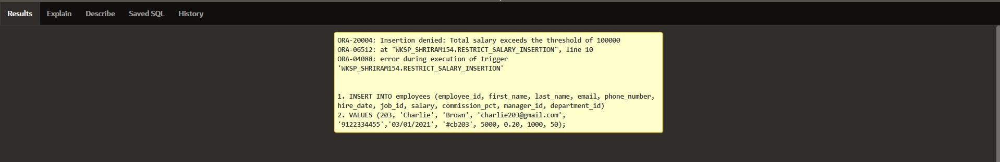 Results Explain Describe Saved SQL History
ORA-20004: Insertion denied: Total salary exceeds the threshold of 100000
ORA-06512: at "WKSP_SHRIRAM154.RESTRICT_SALARY_INSERTION", line 10
ORA-04088: error during execution of trigger
'WKSP_SHRIRAM154.RESTRICT_SALARY_INSERTION'
1. INSERT INTO employees (employee_id, first_name, last_name, email, phone_number,
hire_date, job_id, salary, commission_pct, manager_id, department_id)
2. VALUES (203, 'Charlie', 'Brown', 'charlie203@gmail.com',
'9122334455','03/01/2021', '#cb203', 5000, 0.20, 1000, 50);